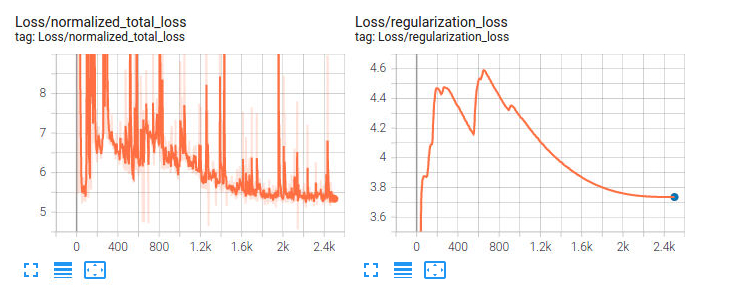 Loss/normalized_total_loss
tag: Loss/normalized_total_loss
8
7
6
5
0 400 800 1.2k 1.6k 2k 2.4k
Loss/regularization_loss
tag: Loss/regularization_loss
4.6
4.4
4.2
4
3.8
3.6
0 400 800 1.2k 1.6k 2k 2.4k